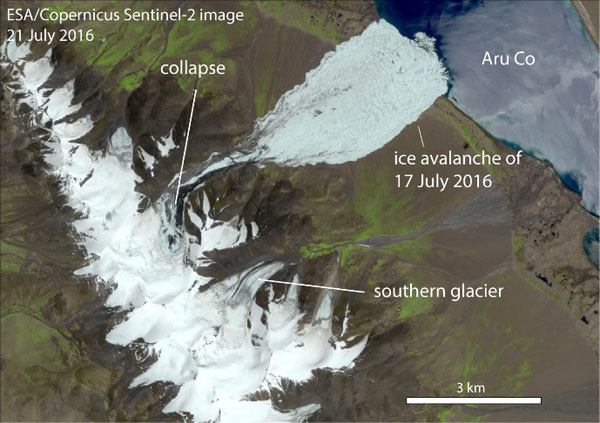 ESA/Copernicus Sentinel-2 image
21 July 2016
collapse
Aru Co
ice avalanche of
17 July 2016
southern glacier
3 km